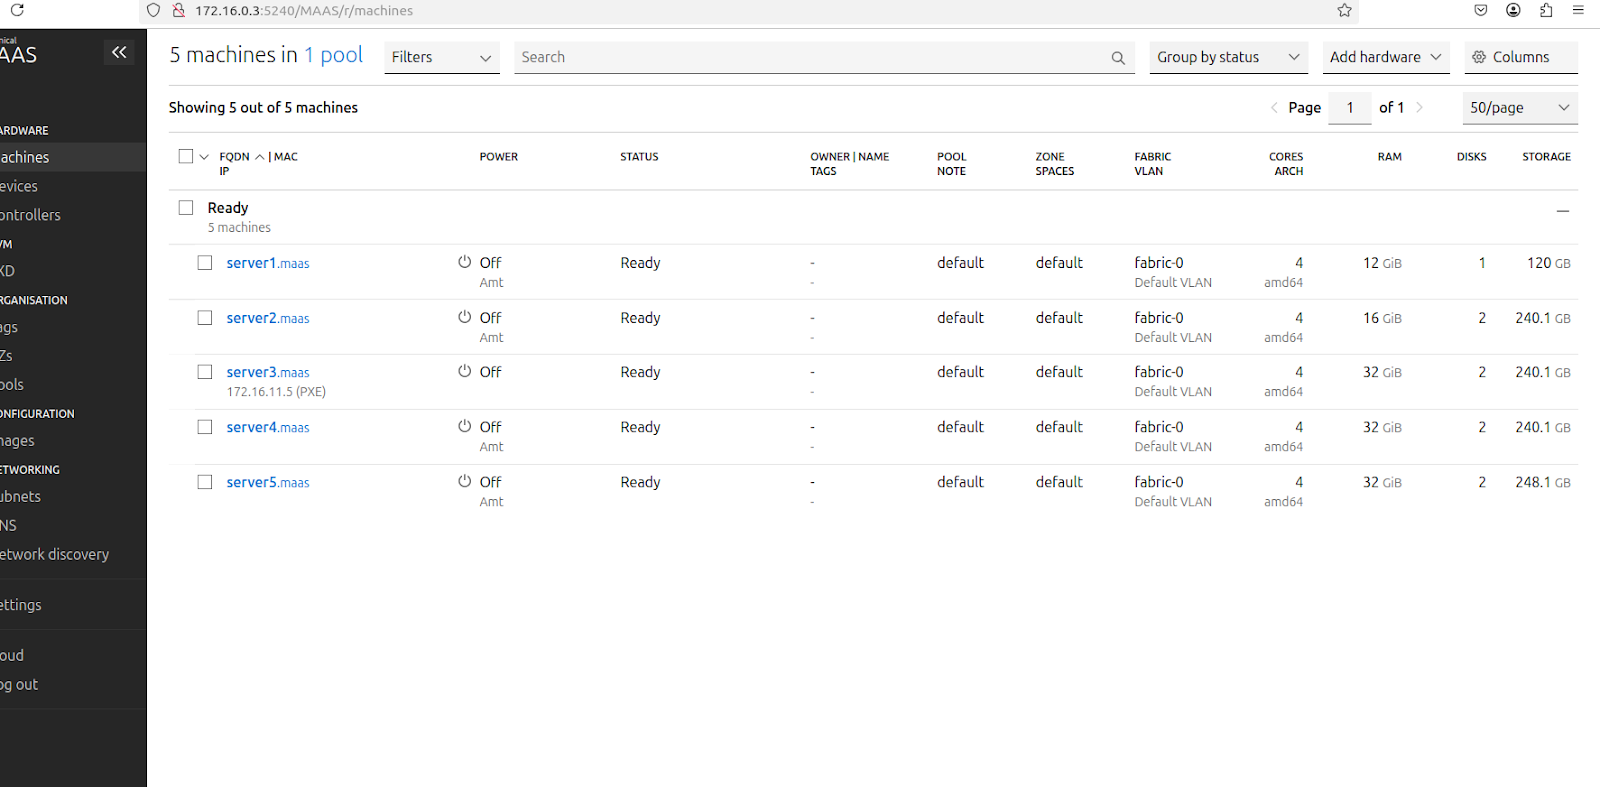 172.16.0.3:5240/MAAS/r/machines
nical
AAS
ARDWARE
achines
evices
ontrollers
VM
XD
RGANISATION
ags
Zs
ools
ONFIGURATION
mages
ETWORKING
ubnets
NS
etwork discovery
ettings
oud
og out
5 machines in 1 pool
Filters
Search
Group by status
Add hardware
Columns
Showing 5 out of 5 machines
Page 1 of 1
50/page
FQDN | MAC POWER STATUS OWNER | NAME POOL ZONE FABRIC CORES RAM DISKS STORAGE
IP TAGS NOTE SPACES VLAN ARCH
Ready
5 machines
server1.maas Off Ready - default default fabric-0 4 12 GiB 1 120 GB
Amt - Default VLAN amd64
server2.maas Off Ready - default default fabric-0 4 16 GiB 2 240.1 GB
Amt - Default VLAN amd64
server3.maas Off Ready - default default fabric-0 4 32 GiB 2 240.1 GB
172.16.11.5 (PXE) - Default VLAN amd64
server4.maas Off Ready - default default fabric-0 4 32 GiB 2 240.1 GB
Amt - Default VLAN amd64
server5.maas Off Ready - default default fabric-0 4 32 GiB 2 248.1 GB
Amt - Default VLAN amd64